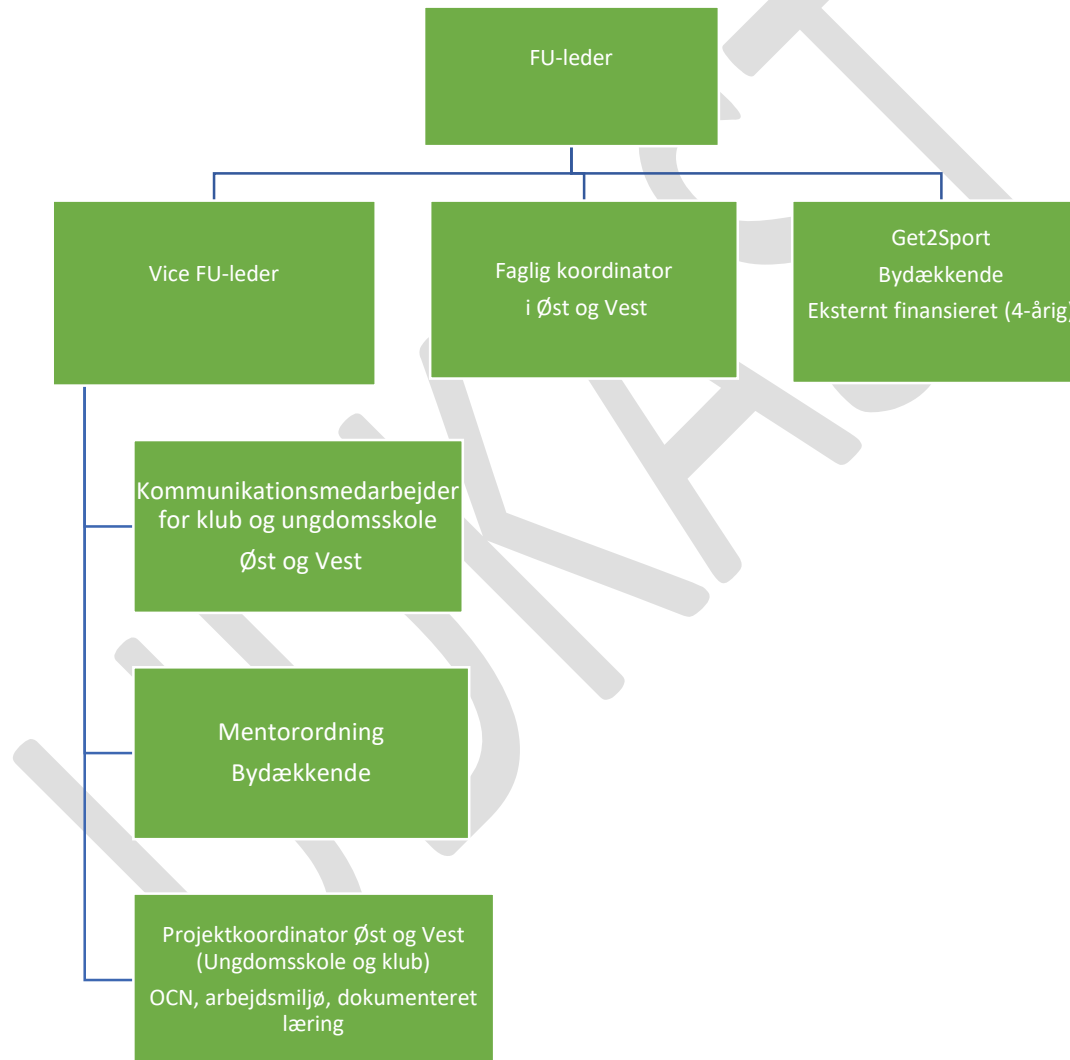 FU-leder
Vice FU-leder
Faglig koordinator
i Øst og Vest
Get2Sport
Bydækkende
Eksternt finansieret (4-årig)
Kommunikationsmedarbejder
for klub og ungdomsskole
Øst og Vest
Mentorordning
Bydækkende
Projektkoordinator Øst og Vest
(Ungdomsskole og klub)
OCN, arbejdsmiljø, dokumenteret
læring
UDKAST